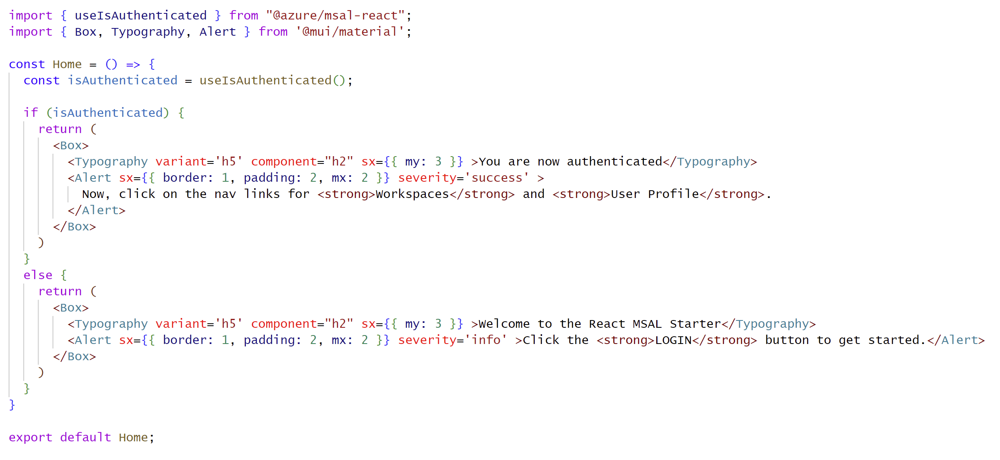 import { useIsAuthenticated } from "@azure/msal-react";
import { Box, Typography, Alert } from '@mui/material';

const Home = () => {
  const isAuthenticated = useIsAuthenticated();

  if (isAuthenticated) {
    return (
      <Box>
        <Typography variant='h5' component="h2" sx={{ my: 3 }} >You are now authenticated</Typography>
        <Alert sx={{ border: 1, padding: 2, mx: 2 }} severity='success' >
          Now, click on the nav links for <strong>Workspaces</strong> and <strong>User Profile</strong>.
        </Alert>
      </Box>
    )
  }
  else {
    return (
      <Box>
        <Typography variant='h5' component="h2" sx={{ my: 3 }} >Welcome to the React MSAL Starter</Typography>
        <Alert sx={{ border: 1, padding: 2, mx: 2 }} severity='info' >Click the <strong>LOGIN</strong> button to get started.</Alert>
      </Box>
    )
  }
}

export default Home;